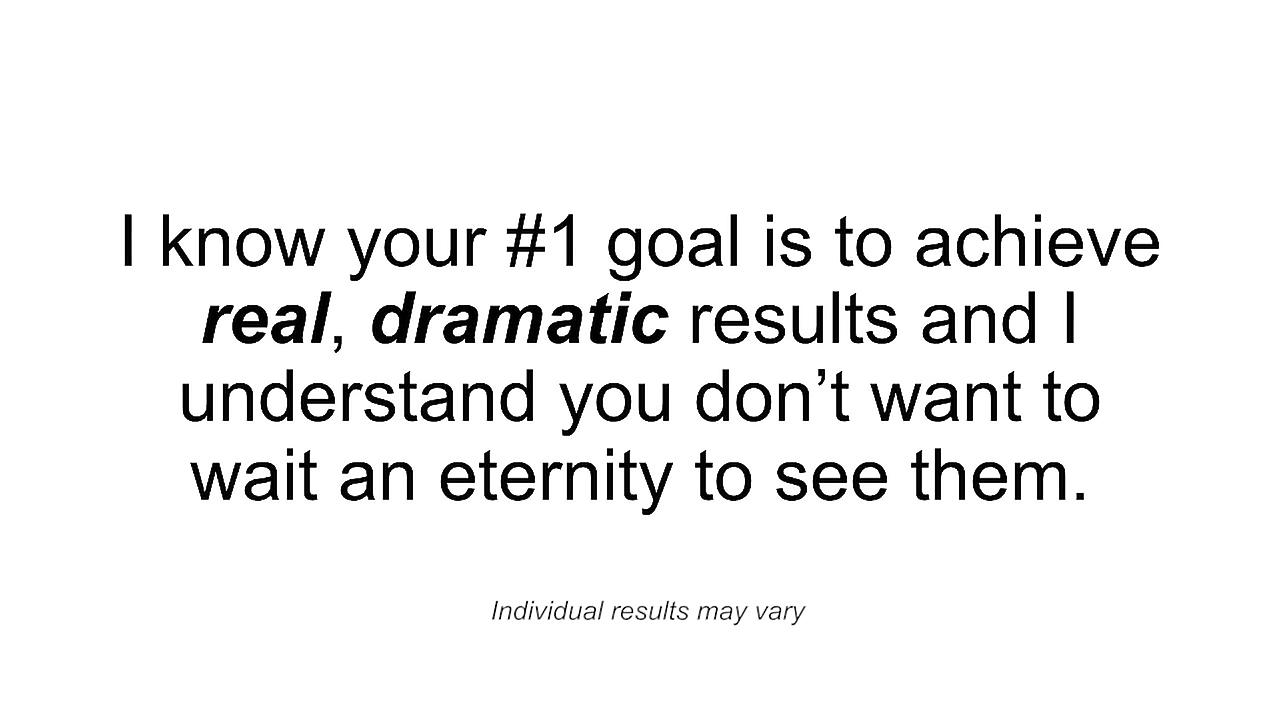 I know your #1 goal is to achieve
real, dramatic results and I
understand you don’t want to
wait an eternity to see them.
Individual results may vary